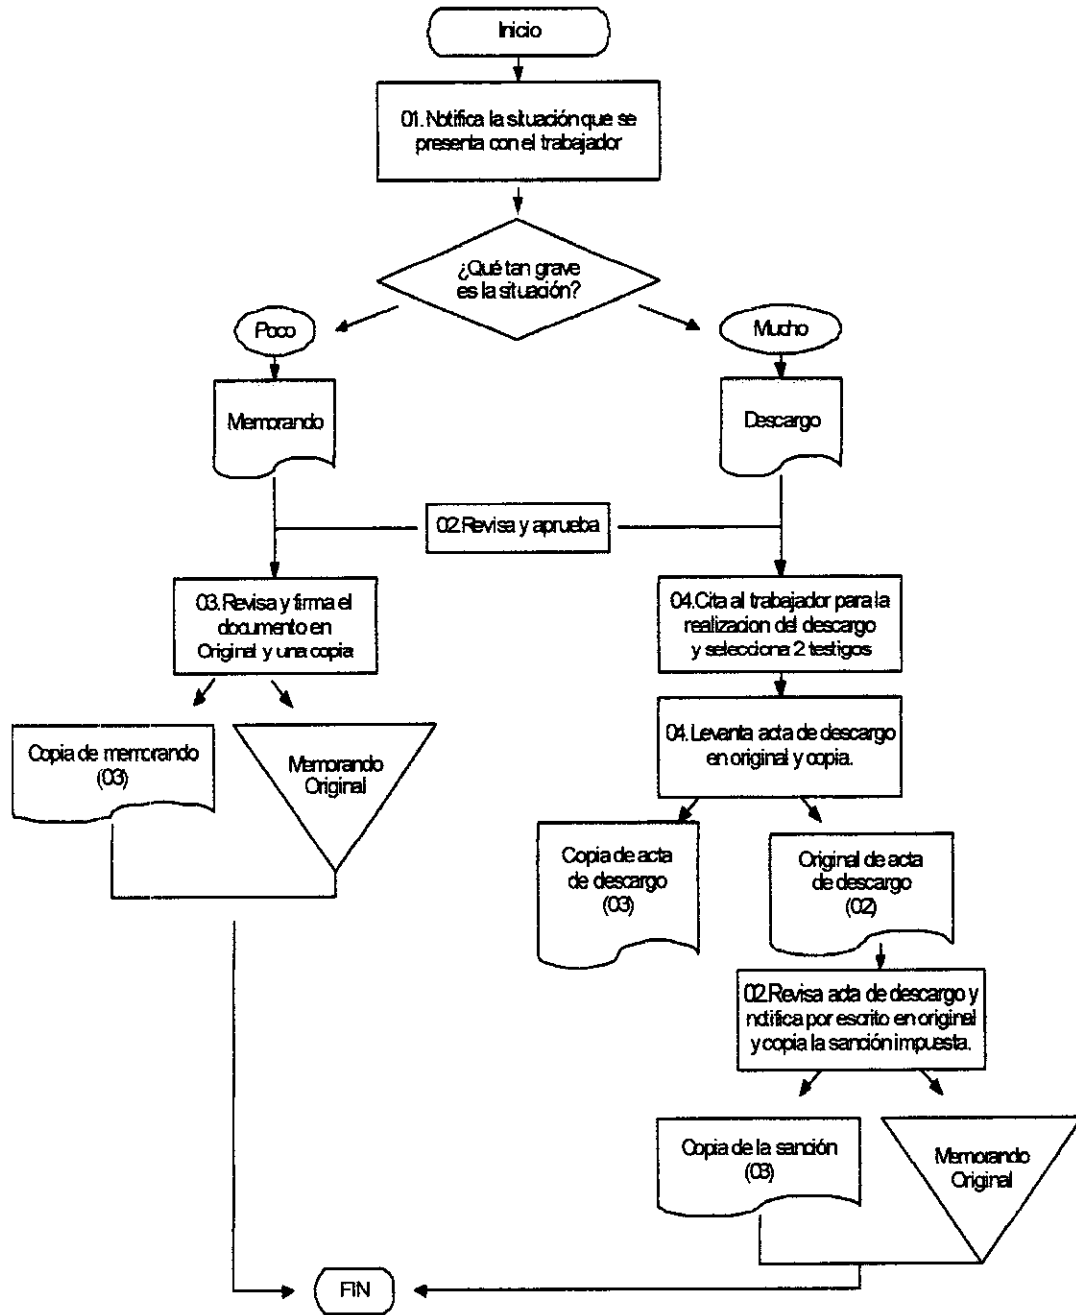 Inicio
01. Notifica la situación que se
presenta con el trabajador
¿Qué tan grave
es la situación?
Poco
Mucho
Memorando
Descargo
02. Revisa y aprueba
03. Revisa y firma el
documento en
Original y una copia
04. Cita al trabajador para la
realizacion del descargo
y selecciona 2 testigos
Copia de memorando
(03)
Memorando
Original
04. Levanta acta de descargo
en original y copia.
Copia de acta
de descargo
(03)
Original de acta
de descargo
(02)
02. Revisa acta de descargo y
notifica por escrito en original
y copia la sanción impuesta.
Copia de la sanción
(03)
Memorando
Original
FIN